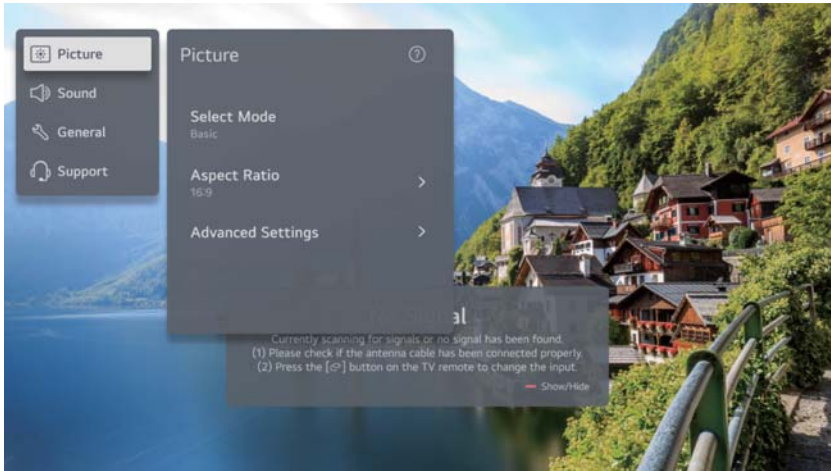 Picture
Sound
General
Support
Picture
?
Select Mode
Basic
Aspect Ratio
16:9
Advanced Settings
al
Currently scanning for signals or no signal has been found.
(1) Please check if the antenna cable has been connected properly.
(2) Press the [ ] button on the TV remote to change the input.
Show/Hide